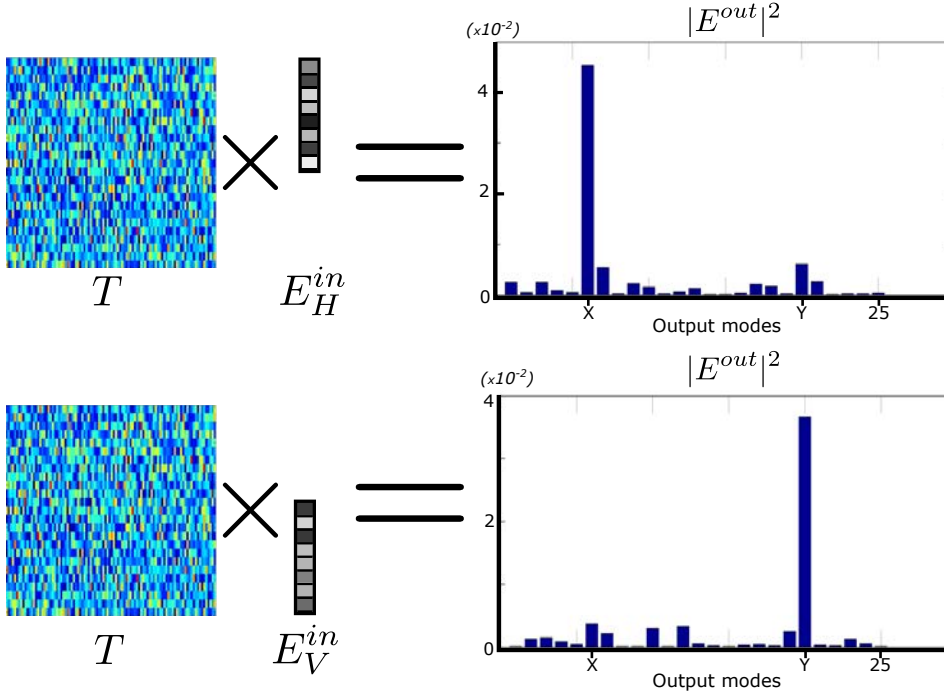 (x10⁻²)
|E^{out}|²
4
2
0
X Y 25
Output modes
T
E_H^{in}
(x10⁻²)
|E^{out}|²
4
2
0
X Y 25
Output modes
T
E_V^{in}